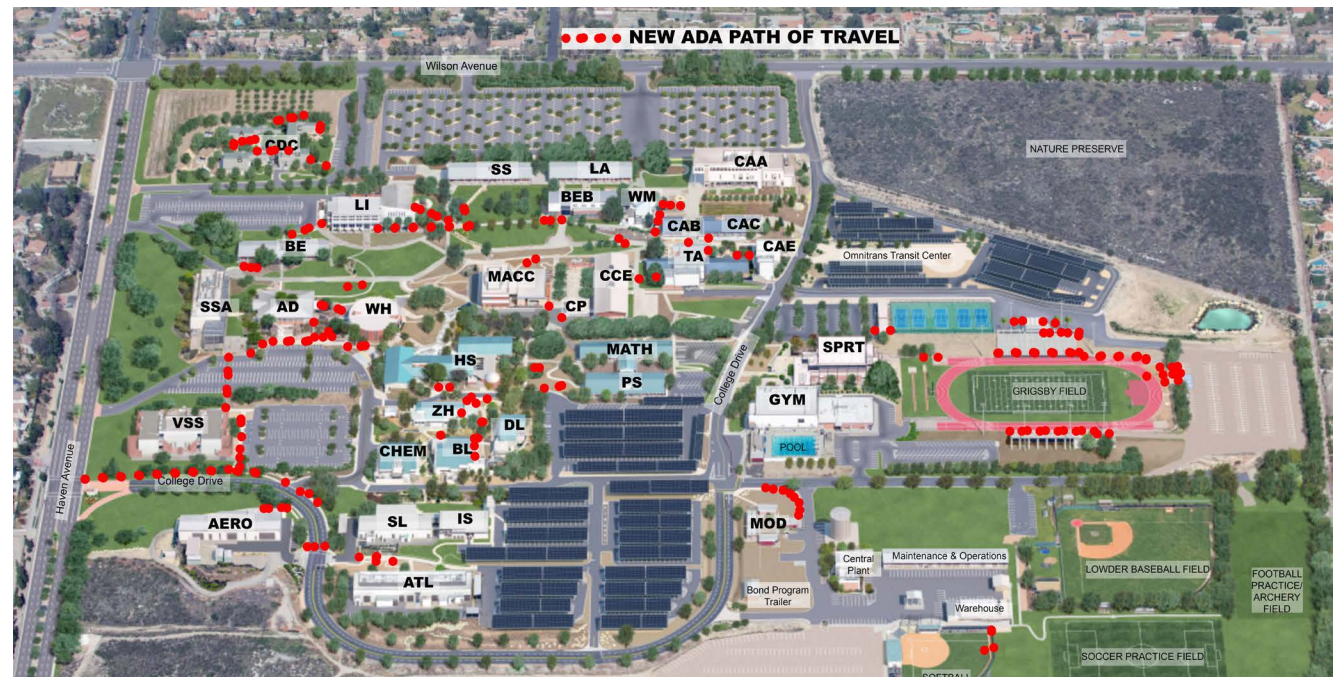 NEW ADA PATH OF TRAVEL
Wilson Avenue
CDC
NATURE PRESERVE
SS
LA
CAA
LI
BEB
WM
CAB
CAC
BE
TA
CAE
Omnitrans Transit Center
MACC
CCE
SSA
AD
WH
CP
HS
MATH
SPRT
PS
College Drive
GRIGSBY FIELD
GYM
ZH
DL
VSS
BL
POOL
CHEM
Haven Avenue
College Drive
AERO
SL
IS
MOD
Central
Plant
Maintenance & Operations
LOWDER BASEBALL FIELD
ATL
Bond Program
Trailer
FOOTBALL
PRACTICE/
ARCHERY
FIELD
Warehouse
SOCCER PRACTICE FIELD
SOFTBALL